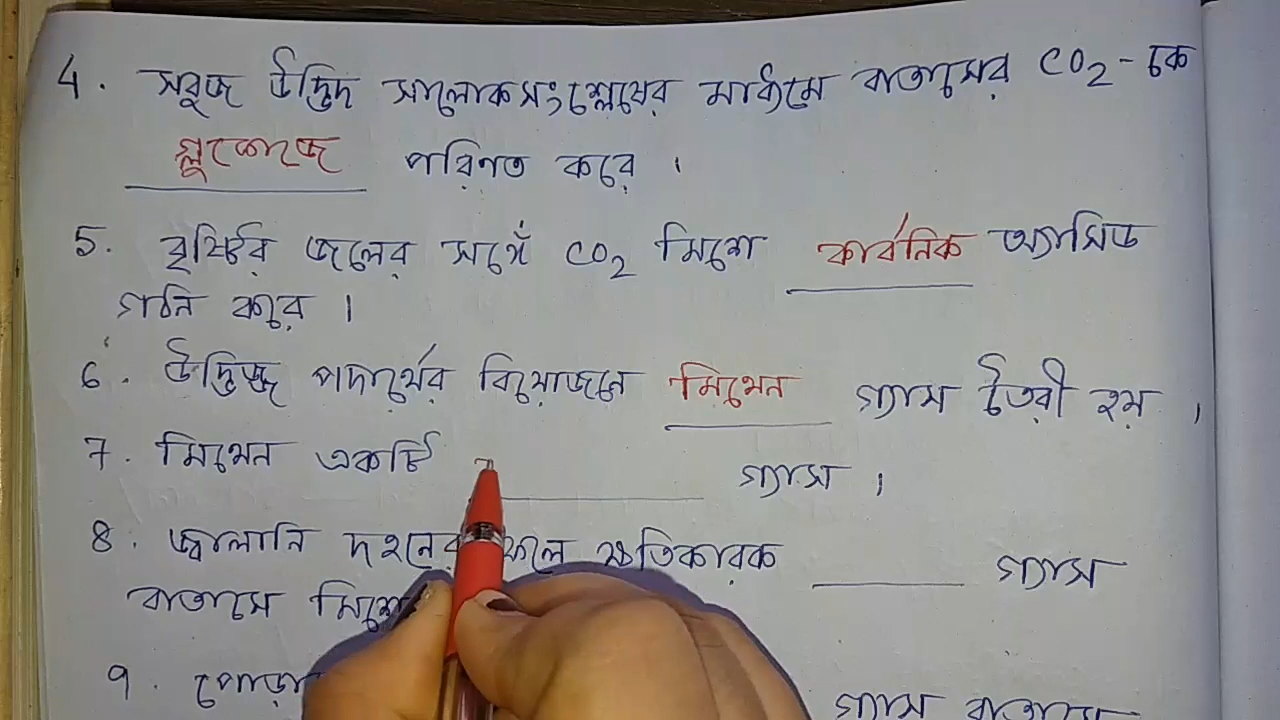 4. সবুজ উদ্ভিদ সালোকসংশ্লেষের মাধ্যমে বাতাসের CO2-কে
গ্লুকোজে পরিণত করে।
5. বৃষ্টির জলের সঙ্গে CO2 মিশে কার্বনিক অ্যাসিড
গঠন করে।
6. উদ্ভিজ্জ পদার্থের বিয়োজনে মিথেন গ্যাস তৈরী হয়।
7. মিথেন একটি গ্যাস।
8. জ্বালানি দহনের ফলে ক্ষতিকারক গ্যাস
বাতাসে মিশে
9. গ্যাস বাতাসে